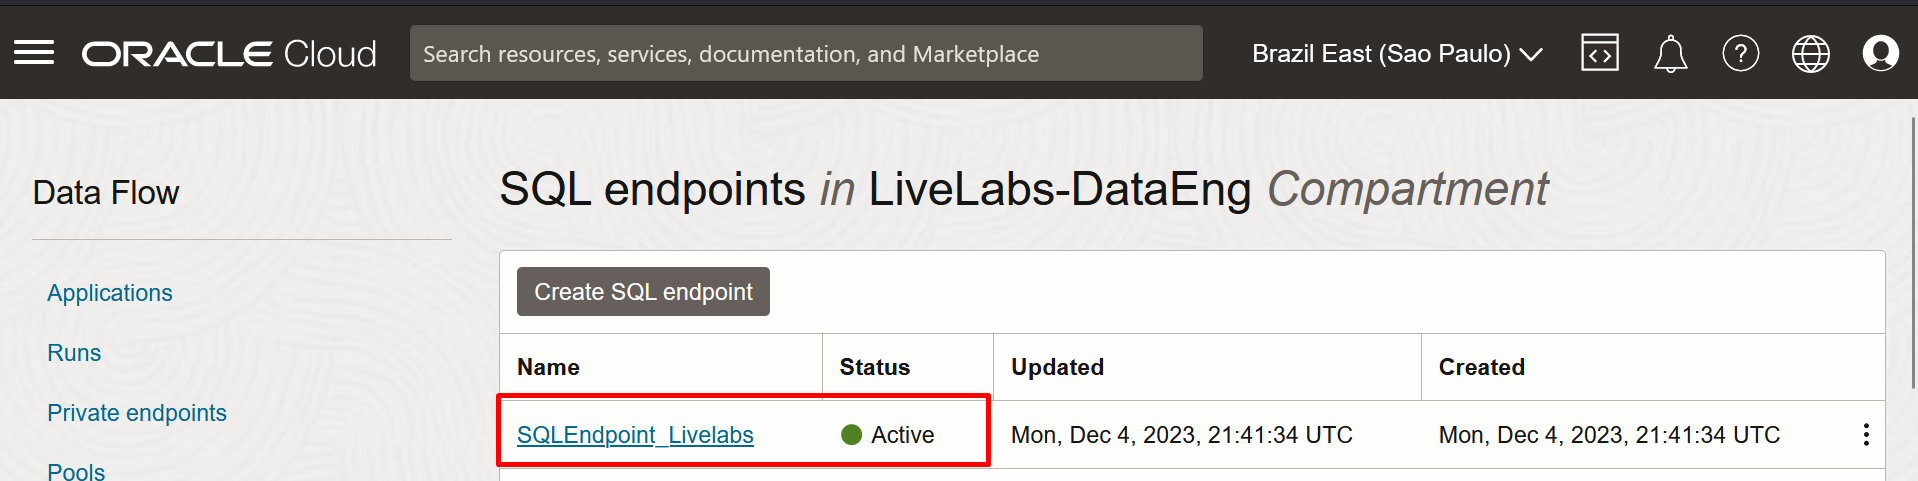 ORACLE Cloud
Search resources, services, documentation, and Marketplace
Brazil East (Sao Paulo)
?
Data Flow
Applications
Runs
Private endpoints
Pools
SQL endpoints in LiveLabs-DataEng Compartment
Create SQL endpoint
Name Status Updated Created
SQLEndpoint_Livelabs Active Mon, Dec 4, 2023, 21:41:34 UTC Mon, Dec 4, 2023, 21:41:34 UTC